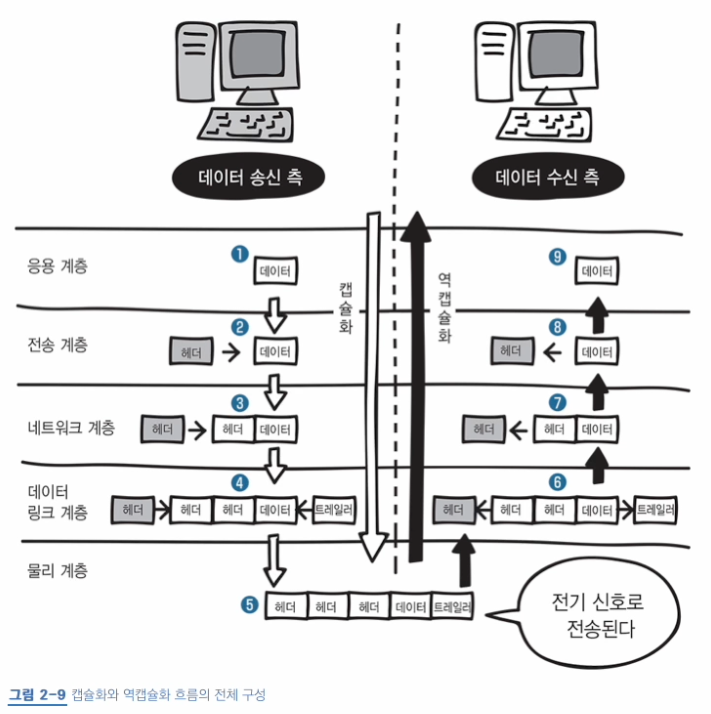 데이터 송신 측
데이터 수신 측
응용 계층
1
데이터
캡슐화
역캡슐화
9
데이터
전송 계층
2
헤더
데이터
8
헤더
데이터
네트워크 계층
3
헤더
헤더
데이터
7
헤더
헤더
데이터
데이터
링크 계층
4
헤더
헤더
헤더
데이터
트레일러
6
헤더
헤더
헤더
데이터
트레일러
물리 계층
5
헤더
헤더
헤더
데이터
트레일러
전기 신호로
전송된다
그림 2-9 캡슐화와 역캡슐화 흐름의 전체 구성